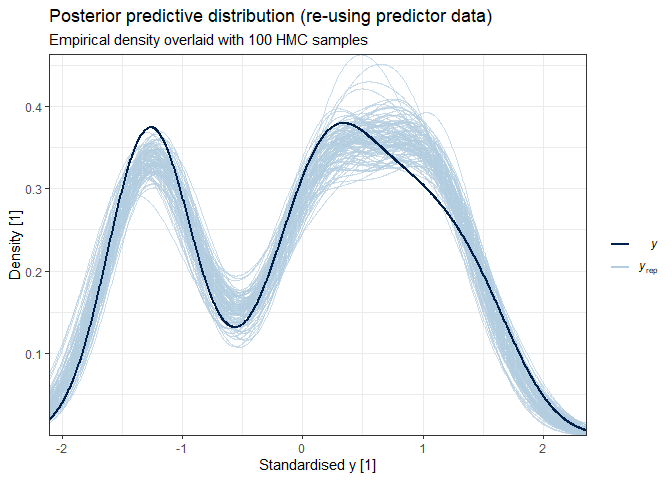 Posterior predictive distribution (re-using predictor data)
Empirical density overlaid with 100 HMC samples
Density [1]
0.4
0.3
0.2
0.1
-2 -1 0 1 2
Standardised y [1]
y
y rep